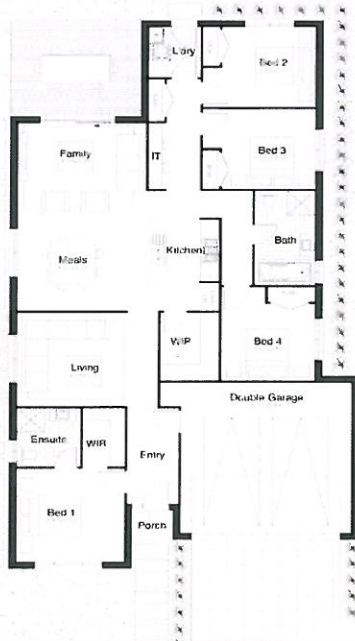 L'dry
Bed 2
Family
IT
Bed 3
Kitchen
Bath
Meals
WIP
Bed 4
Living
Double Garage
Ensuite
WIR
Entry
Bed 1
Porch